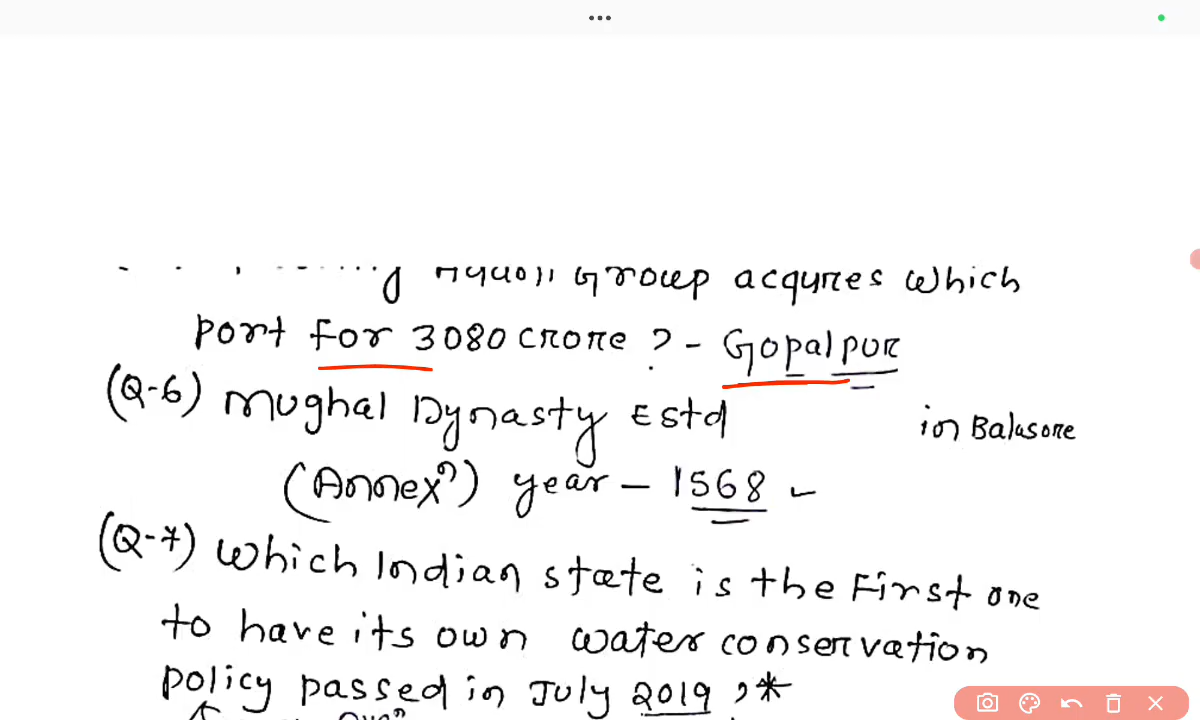 Group acqures which
port for 3080 crore ? - Gopalpur
(Q-6) Mughal Dynasty Estd
in Balasore
(Annexn) year - 1568
(Q-7) which Indian state is the First one
to have its own water conservation
policy passed in July 2019 , *